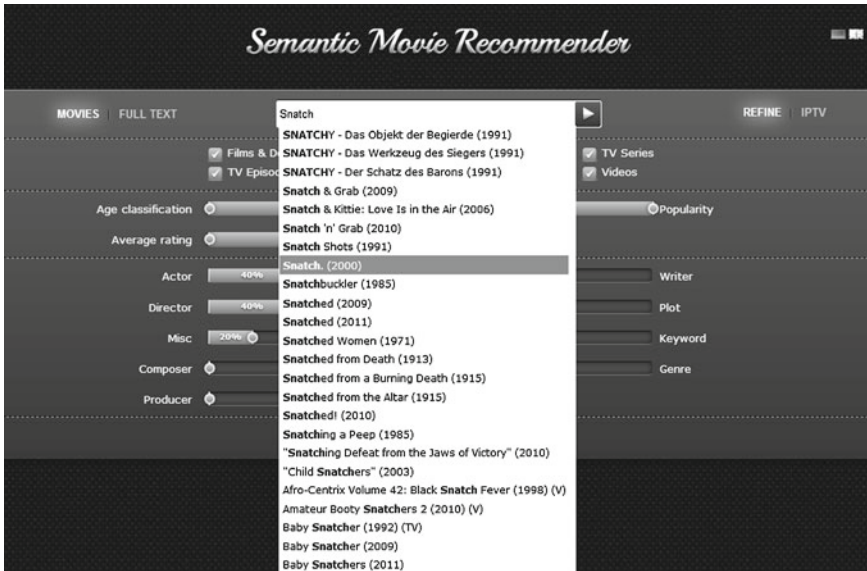 Semantic Movie Recommender
MOVIES | FULL TEXT
Snatch
REFINE | IPTV
SNATCHY - Das Objekt der Begierde (1991)
Films & D
SNATCHY - Das Werkzeug des Siegers (1991)
TV Series
TV Episod
SNATCHY - Der Schatz des Barons (1991)
Videos
Snatch & Grab (2009)
Age classification
Snatch & Kittie: Love Is in the Air (2006)
Popularity
Snatch 'n' Grab (2010)
Average rating
Snatch Shots (1991)
Snatch. (2000)
Actor
40%
Snatchbuckler (1985)
Writer
Director
40%
Snatched (2009)
Plot
Snatched (2011)
Misc
20%
Snatched Women (1971)
Keyword
Snatched from Death (1913)
Composer
Snatched from a Burning Death (1915)
Genre
Producer
Snatched from the Altar (1915)
Snatched! (2010)
Snatching a Peep (1985)
"Snatching Defeat from the Jaws of Victory" (2010)
"Child Snatchers" (2003)
Afro-Centrix Volume 42: Black Snatch Fever (1998) (V)
Amateur Booty Snatchers 2 (2010) (V)
Baby Snatcher (1992) (TV)
Baby Snatcher (2009)
Baby Snatchers (2011)